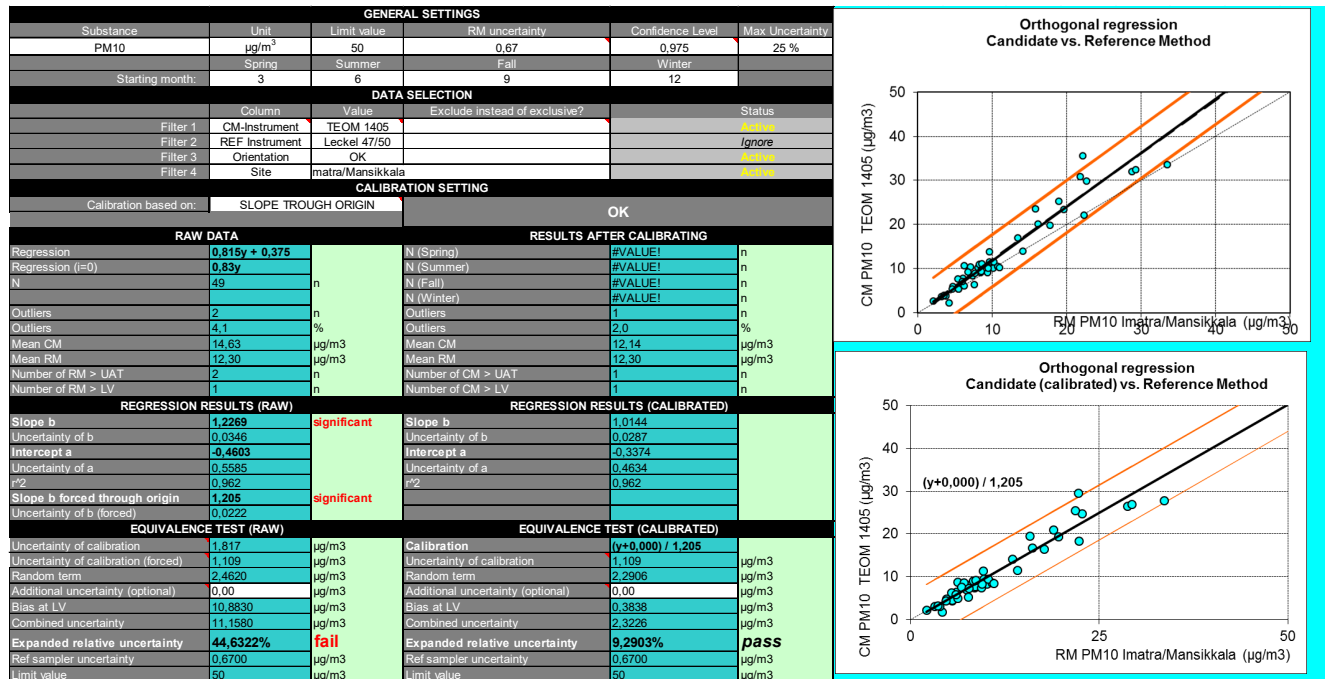 GENERAL SETTINGS
Substance Unit Limit value RM uncertainty Confidence Level Max Uncertainty
PM10 µg/m³ 50 0,67 0,975 25 %
Spring Summer Fall Winter
Starting month: 3 6 9 12
DATA SELECTION
Column Value Exclude instead of exclusive? Status
Filter 1 CM-Instrument TEOM 1405 Active
Filter 2 REF Instrument Leckel 47/50 Ignore
Filter 3 Orientation OK Active
Filter 4 Site matra/Mansikkala Active
CALIBRATION SETTING
Calibration based on: SLOPE TROUGH ORIGIN OK
RAW DATA RESULTS AFTER CALIBRATING
Regression 0,815y + 0,375 N (Spring) #VALUE! n
Regression (i=0) 0,83y N (Summer) #VALUE! n
N 49 n N (Fall) #VALUE! n
N (Winter) #VALUE! n
Outliers 2 n Outliers 1 n
Outliers 4,1 % Outliers 2,0 %
Mean CM 14,63 µg/m3 Mean CM 12,14 µg/m3
Mean RM 12,30 µg/m3 Mean RM 12,30 µg/m3
Number of RM > UAT 2 n Number of CM > UAT 1 n
Number of RM > LV 1 n Number of CM > LV 1 n
REGRESSION RESULTS (RAW) REGRESSION RESULTS (CALIBRATED)
Slope b 1,2269 significant Slope b 1,0144
Uncertainty of b 0,0346 Uncertainty of b 0,0287
Intercept a -0,4603 Intercept a -0,3374
Uncertainty of a 0,5585 Uncertainty of a 0,4634
r^2 0,962 r^2 0,962
Slope b forced through origin 1,205 significant
Uncertainty of b (forced) 0,0222
EQUIVALENCE TEST (RAW) EQUIVALENCE TEST (CALIBRATED)
Uncertainty of calibration 1,817 µg/m3 Calibration (y+0,000) / 1,205
Uncertainty of calibration (forced) 1,109 µg/m3 Uncertainty of calibration 1,109 µg/m3
Random term 2,4620 µg/m3 Random term 2,2906 µg/m3
Additional uncertainty (optional) 0,00 µg/m3 Additional uncertainty (optional) 0,00 µg/m3
Bias at LV 10,8830 µg/m3 Bias at LV 0,3838 µg/m3
Combined uncertainty 11,1580 µg/m3 Combined uncertainty 2,3226 µg/m3
Expanded relative uncertainty 44,6322% fail Expanded relative uncertainty 9,2903% pass
Ref sampler uncertainty 0,6700 µg/m3 Ref sampler uncertainty 0,6700 µg/m3
Limit value 50 µg/m3 Limit value 50 µg/m3
Orthogonal regression
Candidate vs. Reference Method
CM PM10 TEOM 1405 (µg/m3)
50
40
30
20
10
0
0 10 20 30 40 50
RM PM10 Imatra/Mansikkala (µg/m3)
Orthogonal regression
Candidate (calibrated) vs. Reference Method
CM PM10 TEOM 1405 (µg/m3)
50
40
30
20
10
0
(y+0,000) / 1,205
0 25 50
RM PM10 Imatra/Mansikkala (µg/m3)